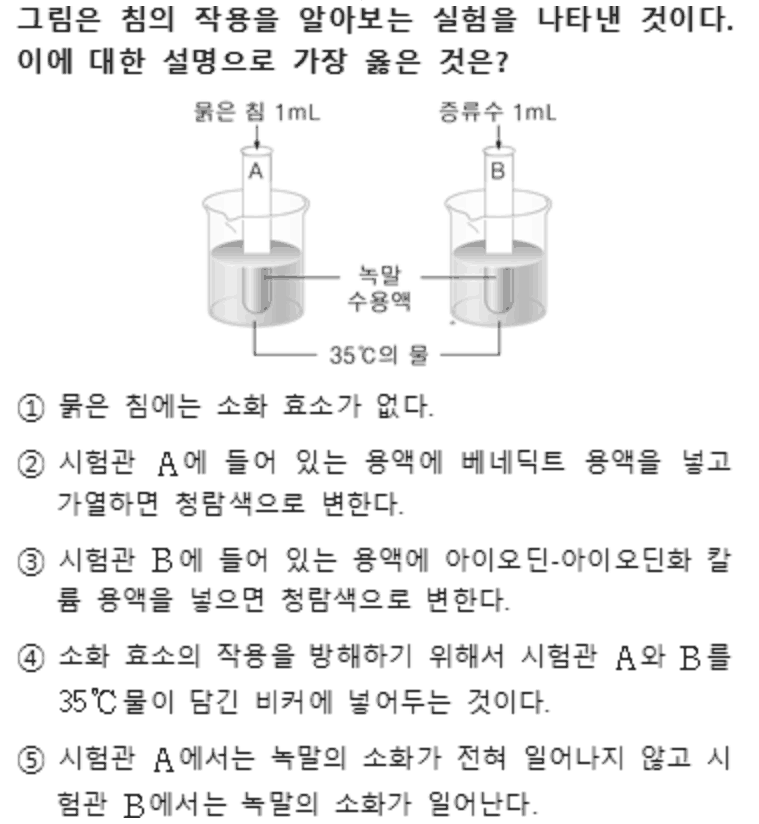 그림은 침의 작용을 알아보는 실험을 나타낸 것이다.
이에 대한 설명으로 가장 옳은 것은?
묽은 침 1mL
증류수 1mL
A
B
녹말
수용액
35℃의 물
① 묽은 침에는 소화 효소가 없다.
② 시험관 A에 들어 있는 용액에 베네딕트 용액을 넣고
가열하면 청람색으로 변한다.
③ 시험관 B에 들어 있는 용액에 아이오딘-아이오딘화 칼
륨 용액을 넣으면 청람색으로 변한다.
④ 소화 효소의 작용을 방해하기 위해서 시험관 A와 B를
35℃물이 담긴 비커에 넣어두는 것이다.
⑤ 시험관 A에서는 녹말의 소화가 전혀 일어나지 않고 시
험관 B에서는 녹말의 소화가 일어난다.